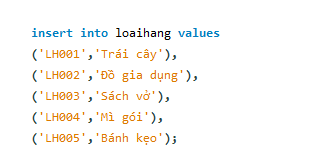 insert into loaihang values
('LH001','Trái cây'),
('LH002','Đồ gia dụng'),
('LH003','Sách vở'),
('LH004','Mì gói'),
('LH005','Bánh kẹo');